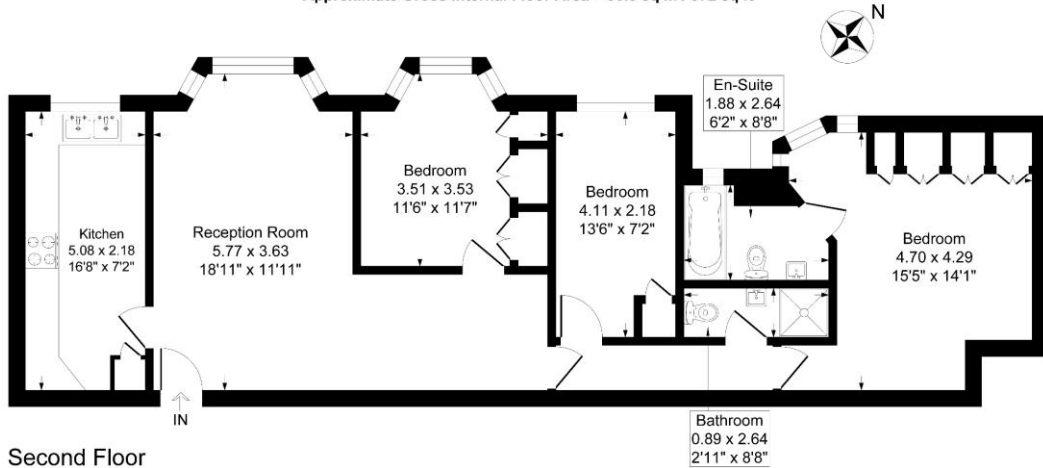 N
En-Suite
1.88 x 2.64
6'2" x 8'8"
Bedroom
3.51 x 3.53
11'6" x 11'7"
Bedroom
4.11 x 2.18
13'6" x 7'2"
Kitchen
5.08 x 2.18
16'8" x 7'2"
Reception Room
5.77 x 3.63
18'11" x 11'11"
Bedroom
4.70 x 4.29
15'5" x 14'1"
IN
Bathroom
0.89 x 2.64
2'11" x 8'8"
Second Floor